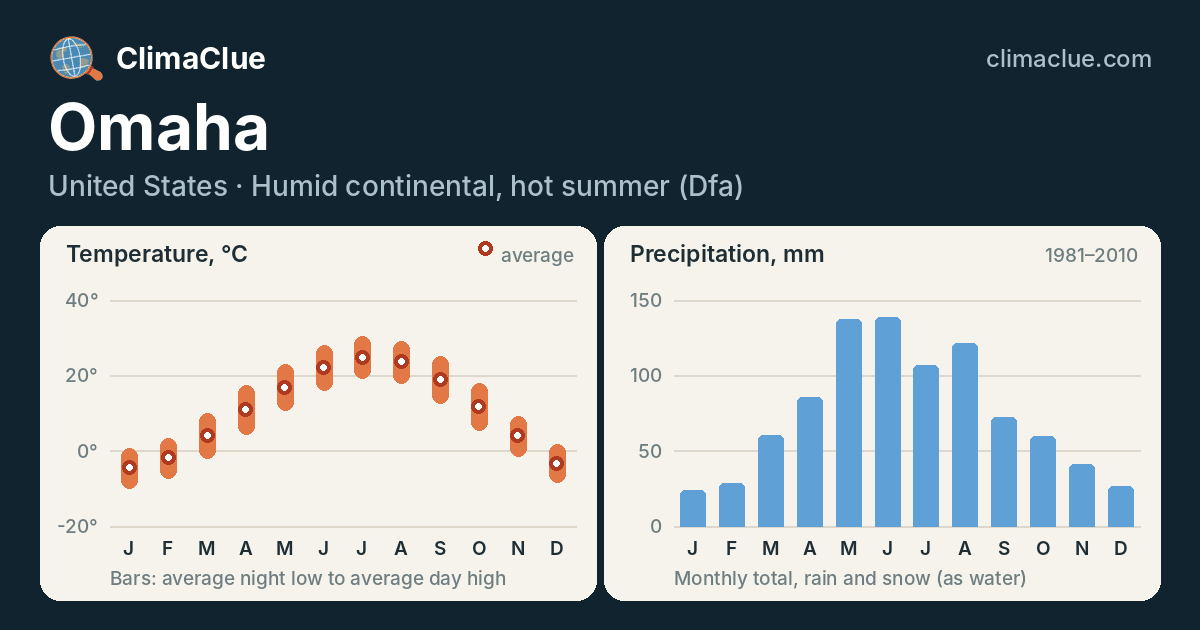 ClimaClue
climaclue.com
Omaha
United States · Humid continental, hot summer (Dfa)
Temperature, °C
average
40°
20°
0°
-20°
J F M A M J J A S O N D
Bars: average night low to average day high
Precipitation, mm
1981–2010
150
100
50
0
J F M A M J J A S O N D
Monthly total, rain and snow (as water)